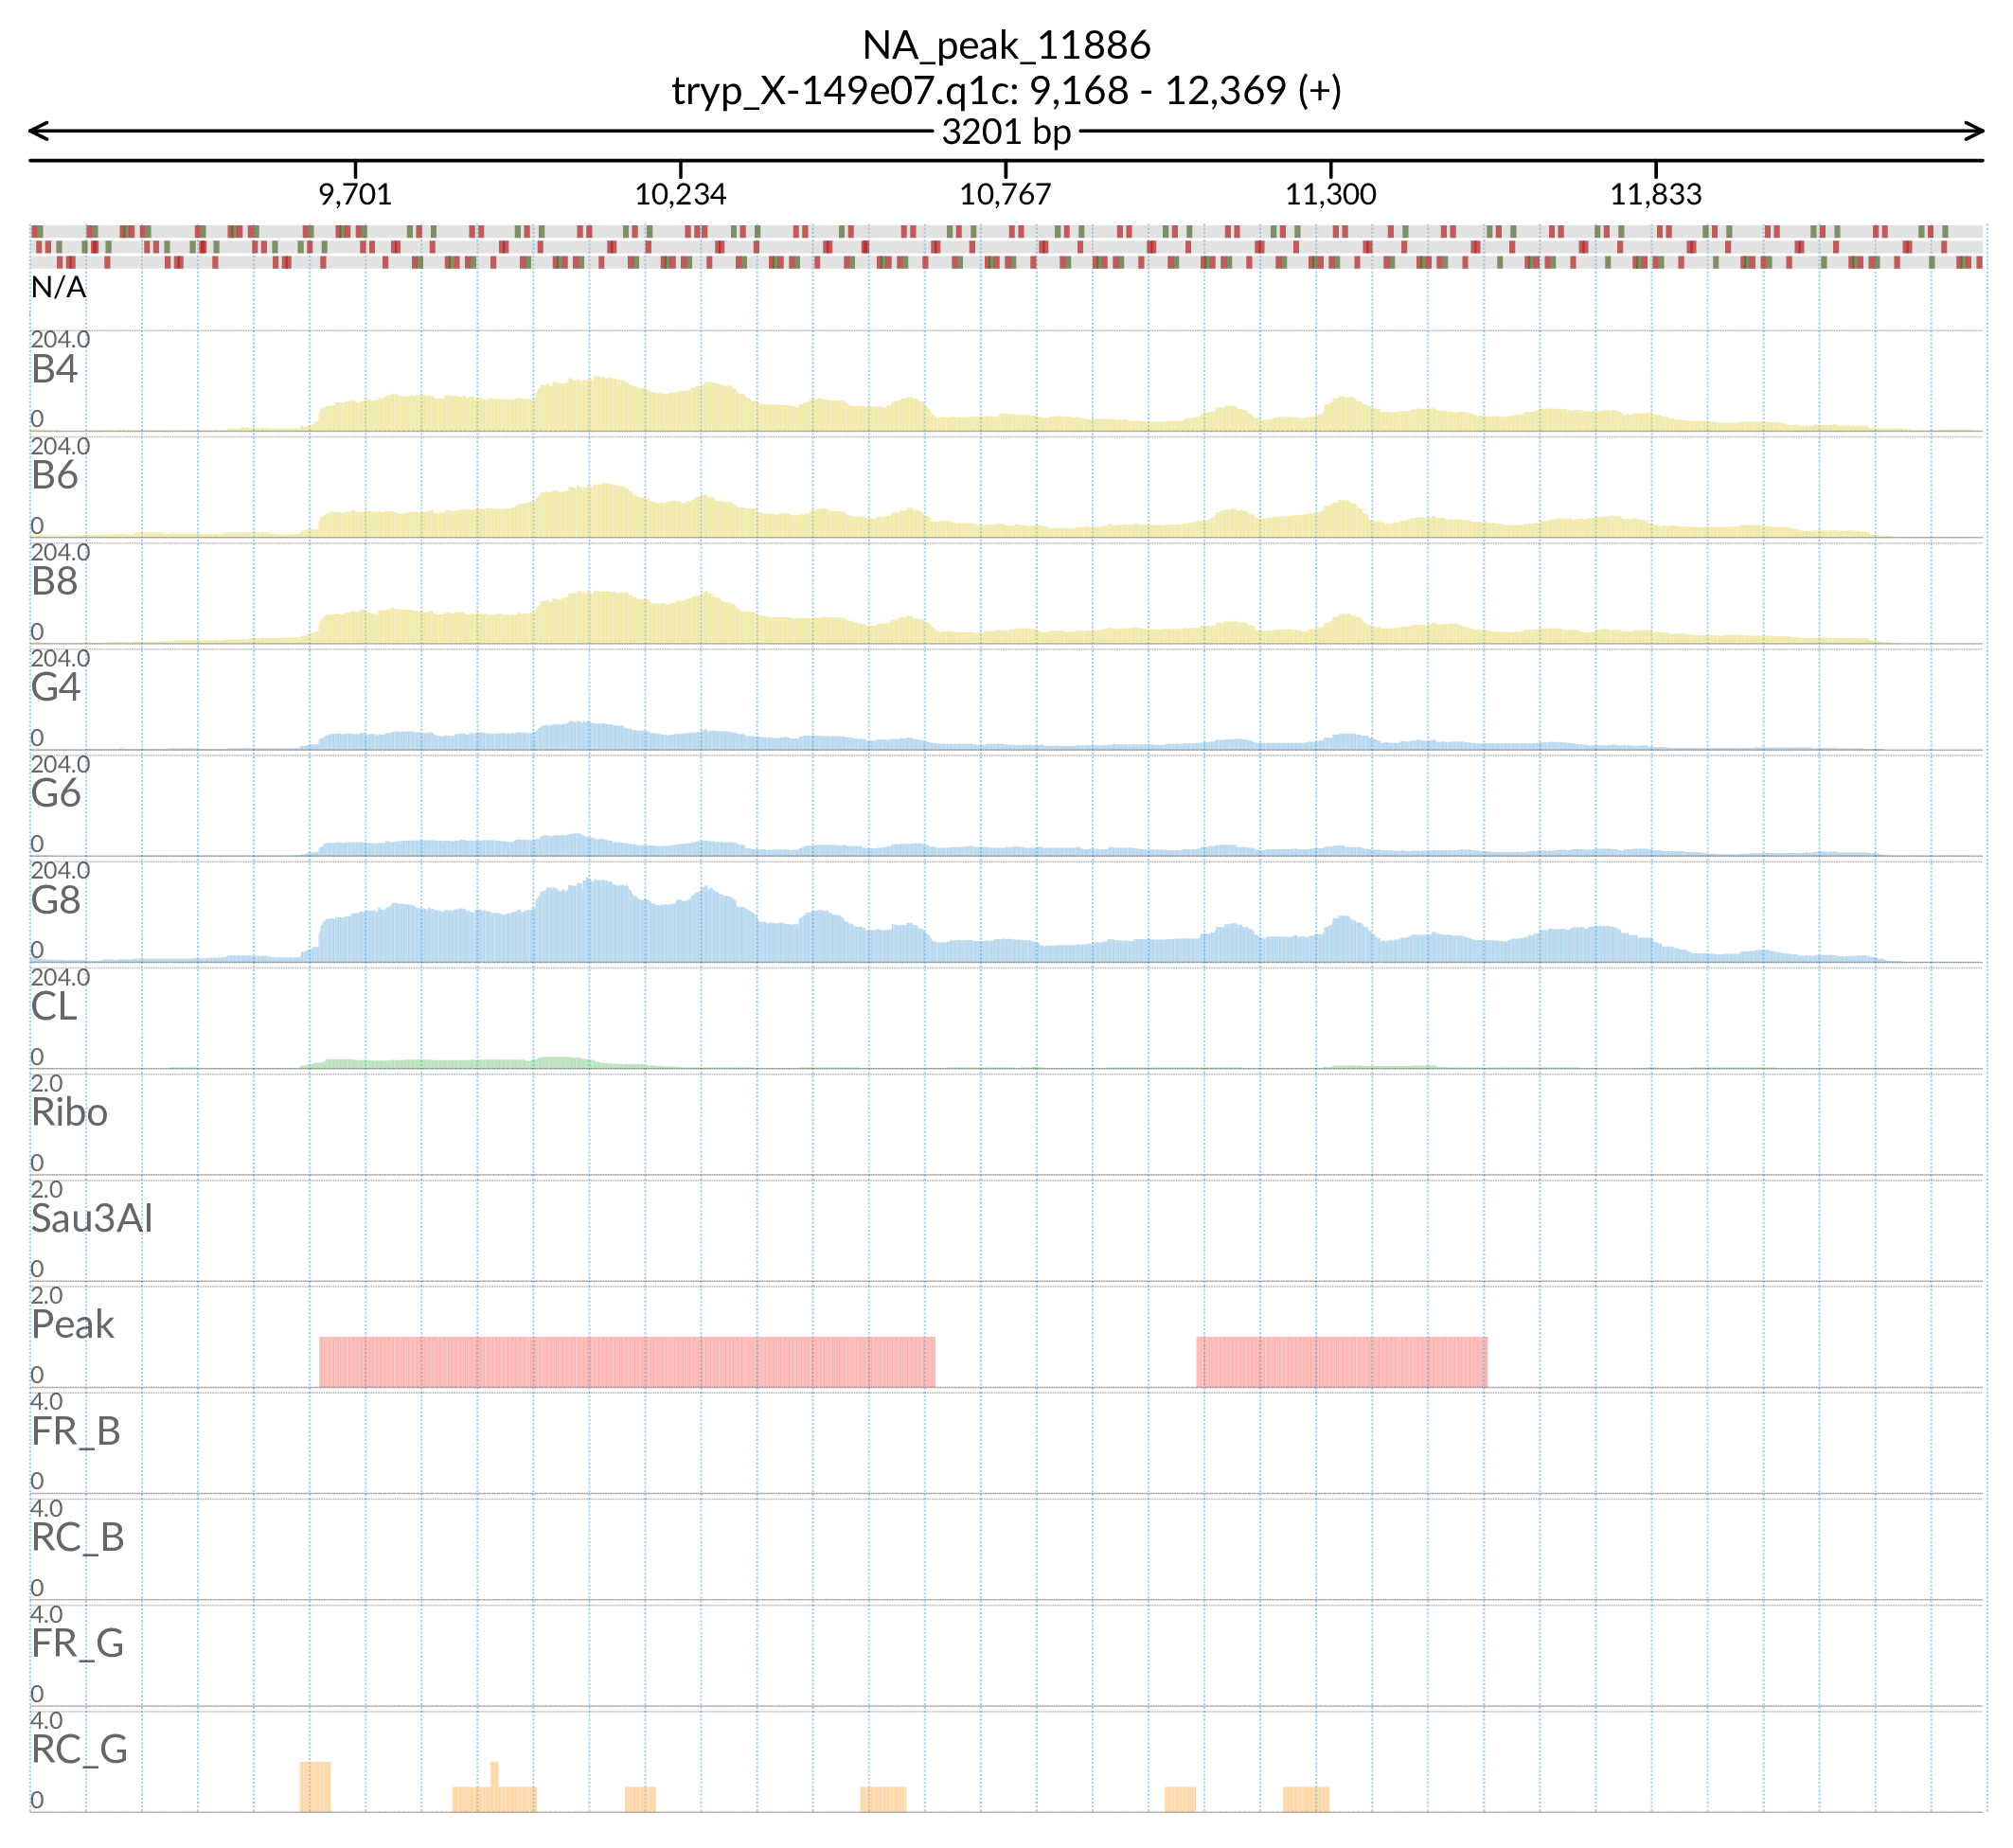 NA_peak_11886
tryp_X-149e07.q1c: 9,168 - 12,369 (+)
3201 bp
9,701 10,234 10,767 11,300 11,833
N/A
204.0
B4
0
204.0
B6
0
204.0
B8
0
204.0
G4
0
204.0
G6
0
204.0
G8
0
204.0
CL
0
2.0
Ribo
0
2.0
Sau3AI
0
2.0
Peak
0
4.0
FR_B
0
4.0
RC_B
0
4.0
FR_G
0
4.0
RC_G
0